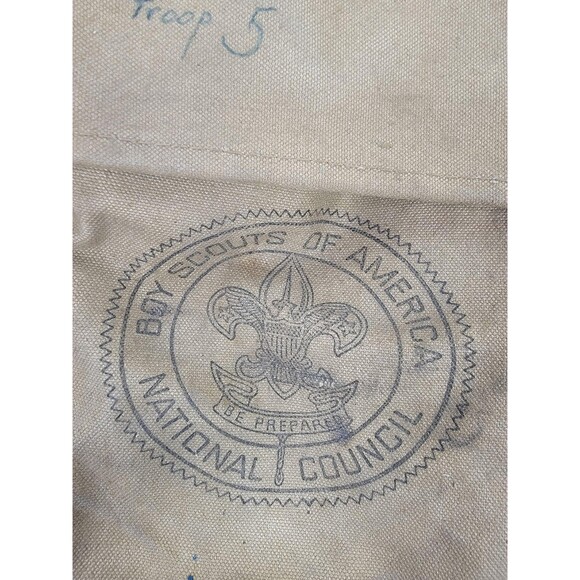 Troop 5
BOY SCOUTS OF AMERICA
BE PREPARED
NATIONAL COUNCIL